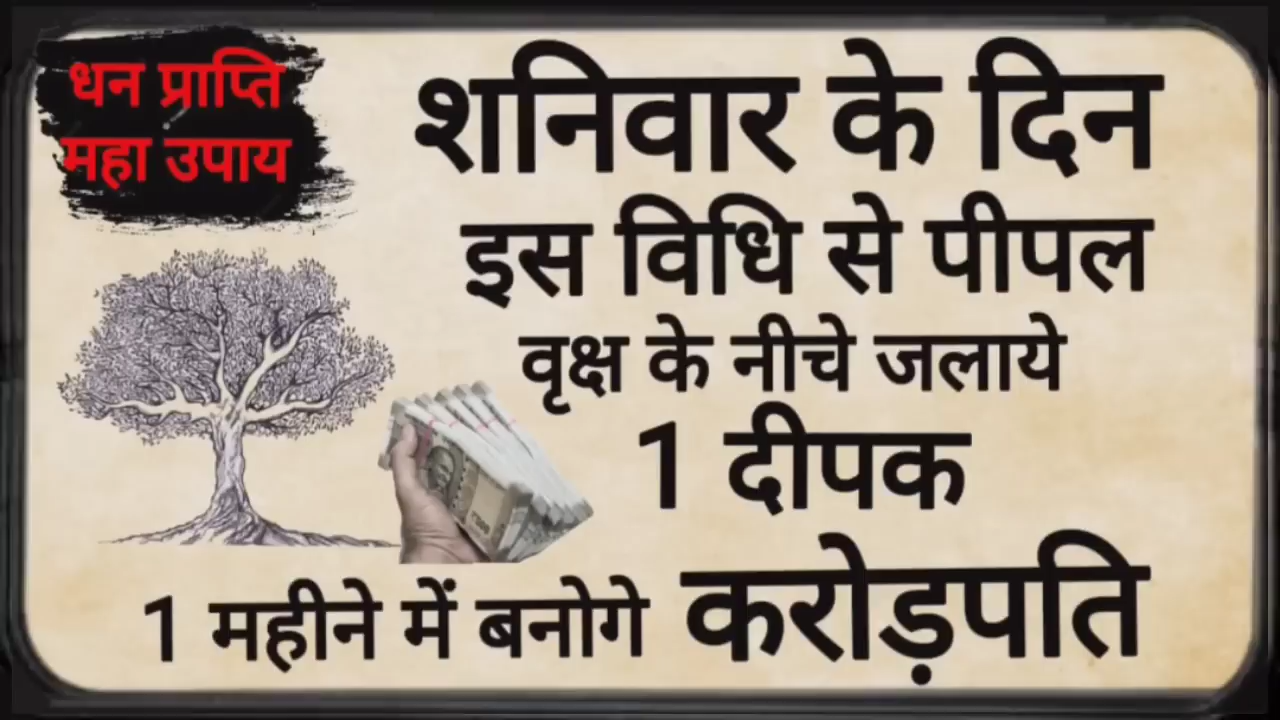 धन प्राप्ति
महा उपाय
शनिवार के दिन
इस विधि से पीपल
वृक्ष के नीचे जलाये
1 दीपक
1 महीने में बनोगे करोड़पति